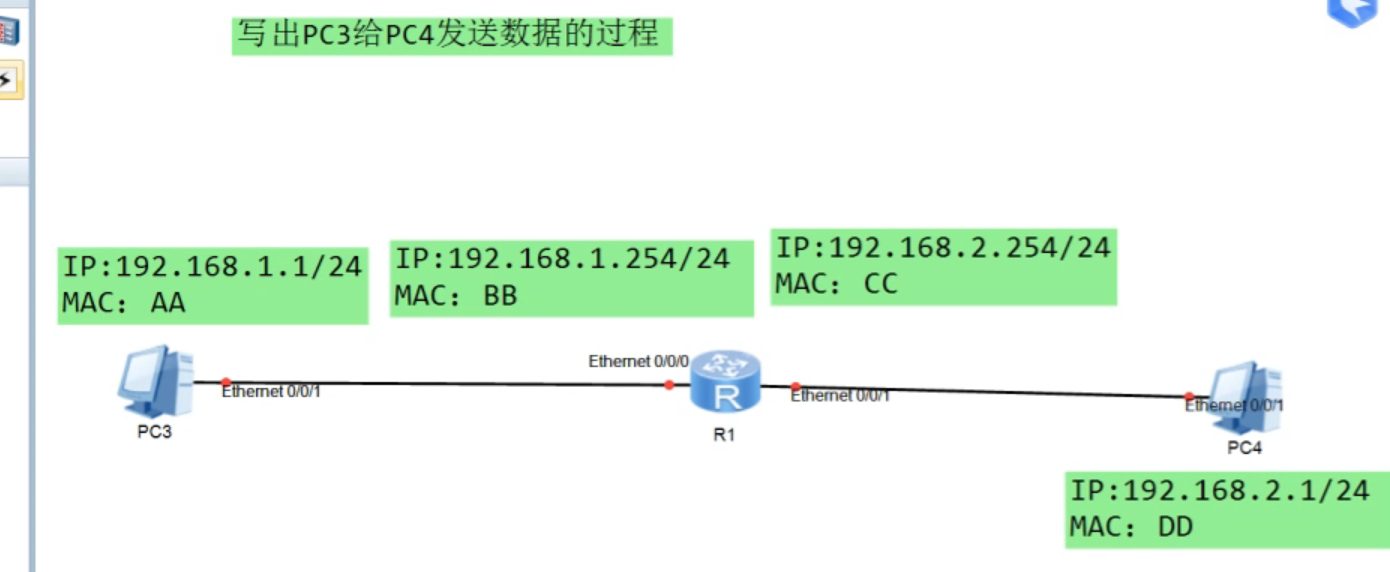 写出PC3给PC4发送数据的过程
IP:192.168.1.1/24
MAC: AA
IP:192.168.1.254/24
MAC: BB
IP:192.168.2.254/24
MAC: CC
Ethernet 0/0/1
PC3
Ethernet 0/0/0
R
R1
Ethernet 0/0/1
Ethernet 0/0/1
PC4
IP:192.168.2.1/24
MAC: DD